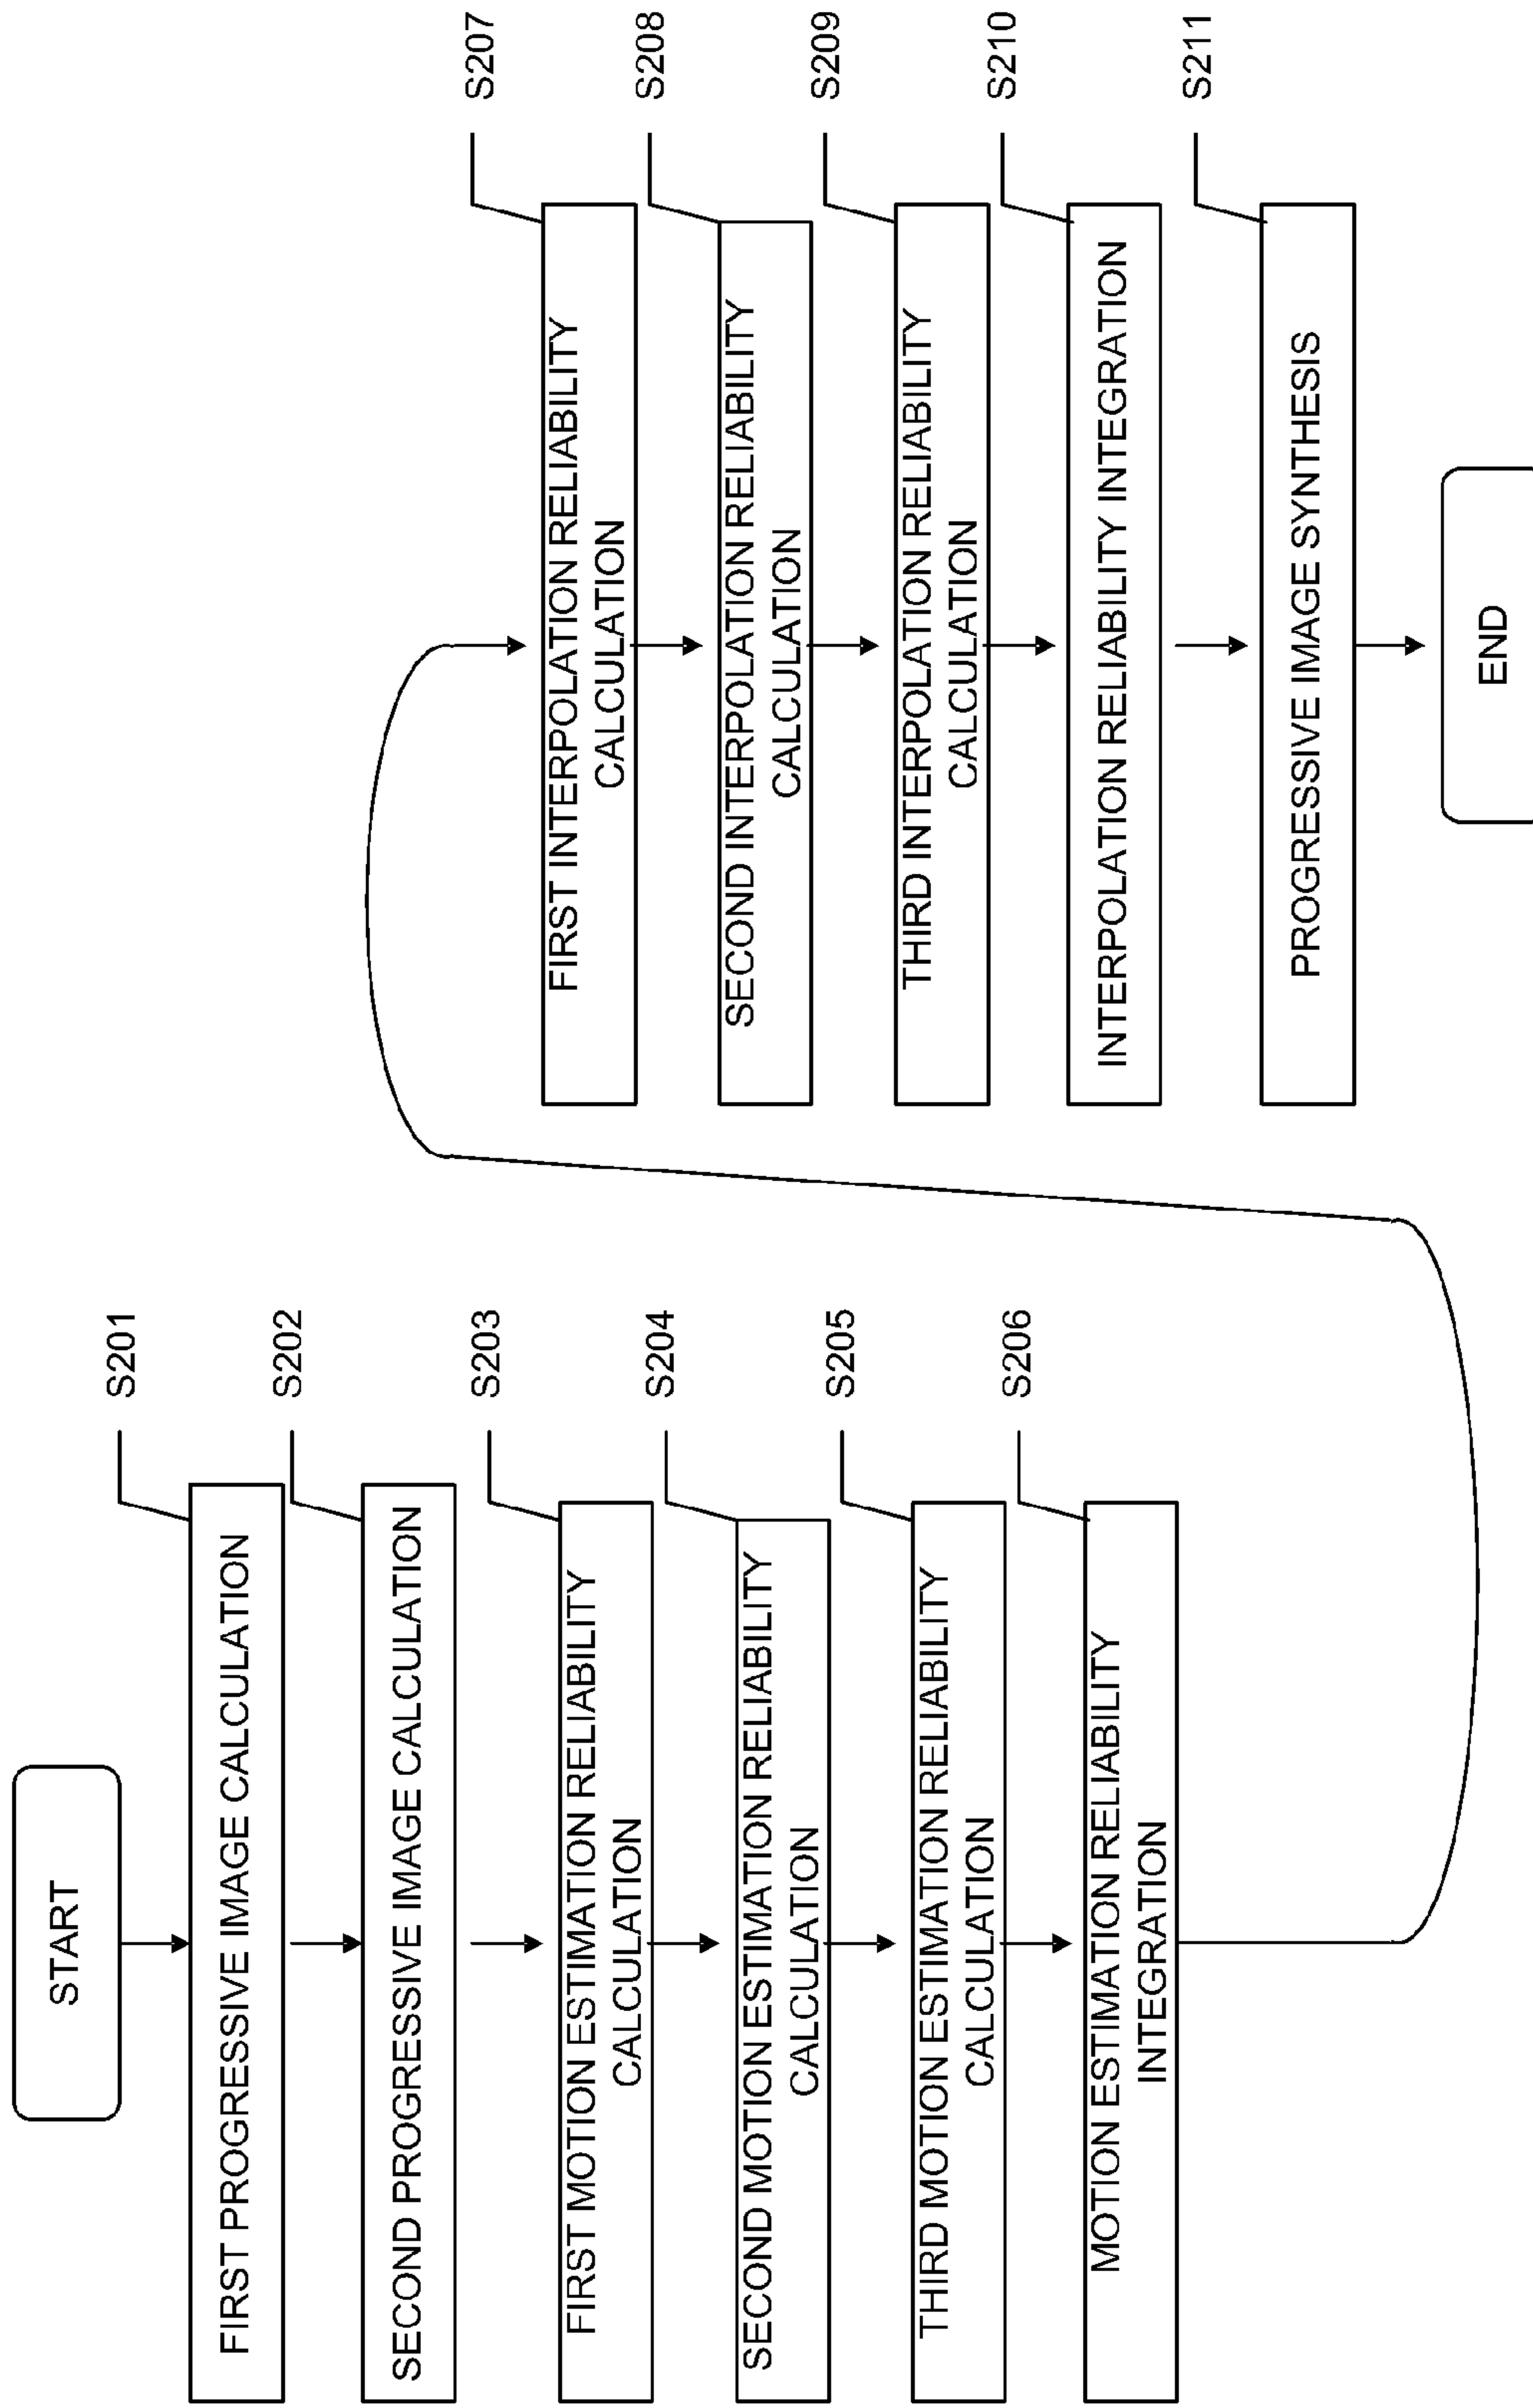 START
S201
FIRST PROGRESSIVE IMAGE CALCULATION
S202
SECOND PROGRESSIVE IMAGE CALCULATION
S203
FIRST MOTION ESTIMATION RELIABILITY
CALCULATION
S204
SECOND MOTION ESTIMATION RELIABILITY
CALCULATION
S205
THIRD MOTION ESTIMATION RELIABILITY
CALCULATION
S206
MOTION ESTIMATION RELIABILITY
INTEGRATION
S207
FIRST INTERPOLATION RELIABILITY
CALCULATION
S208
SECOND INTERPOLATION RELIABILITY
CALCULATION
S209
THIRD INTERPOLATION RELIABILITY
CALCULATION
S210
INTERPOLATION RELIABILITY INTEGRATION
S211
PROGRESSIVE IMAGE SYNTHESIS
END